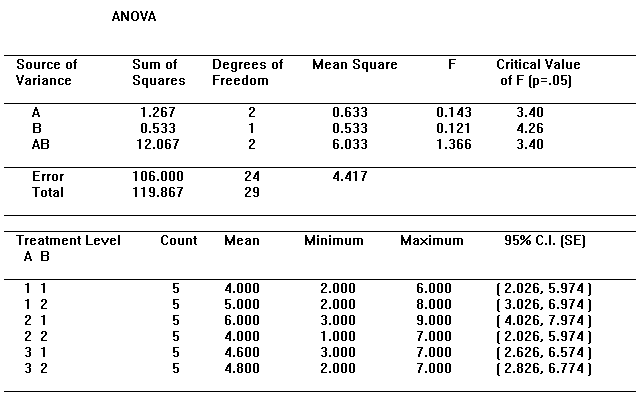 ANOVA
Source of Variance Sum of Squares Degrees of Freedom Mean Square F Critical Value of F (p=.05)
A 1.267 2 0.633 0.143 3.40
B 0.533 1 0.533 0.121 4.26
AB 12.067 2 6.033 1.366 3.40
Error 106.000 24 4.417
Total 119.867 29
Treatment Level Count Mean Minimum Maximum 95% C.I. (SE)
A B
1 1 5 4.000 2.000 6.000 ( 2.026, 5.974 )
1 2 5 5.000 2.000 8.000 ( 3.026, 6.974 )
2 1 5 6.000 3.000 9.000 ( 4.026, 7.974 )
2 2 5 4.000 1.000 7.000 ( 2.026, 5.974 )
3 1 5 4.600 3.000 7.000 ( 2.626, 6.574 )
3 2 5 4.800 2.000 7.000 ( 2.826, 6.774 )